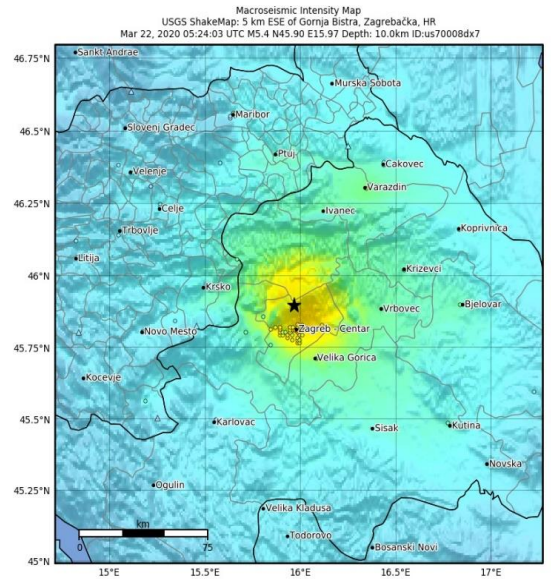 Macroseismic Intensity Map
USGS ShakeMap: 5 km ESE of Gornja Bistra, Zagrebačka, HR
Mar 22, 2020 05:24:03 UTC M5.4 N45.90 E15.97 Depth: 10.0km ID:us70008dx7
46.75°N
Sankt Andrae
Murska Sobota
Maribor
46.5°N
Slovenj Gradec
Ptuj
Velenje
Cakovec
Varazdin
46.25°N
Celje
Ivanec
Trbovlje
Koprivnica
Litija
46°N
Krizevci
Krsko
Vrbovec
Bjelovar
Novo Mesto
Zagreb - Centar
45.75°N
Velika Gorica
Kocevje
45.5°N
Karlovac
Sisak
Kutina
Novska
45.25°N
Ogulin
Velika Kladusa
km
0
75
Todorovo
Bosanski Novi
45°N
15°E
15.5°E
16°E
16.5°E
17°E